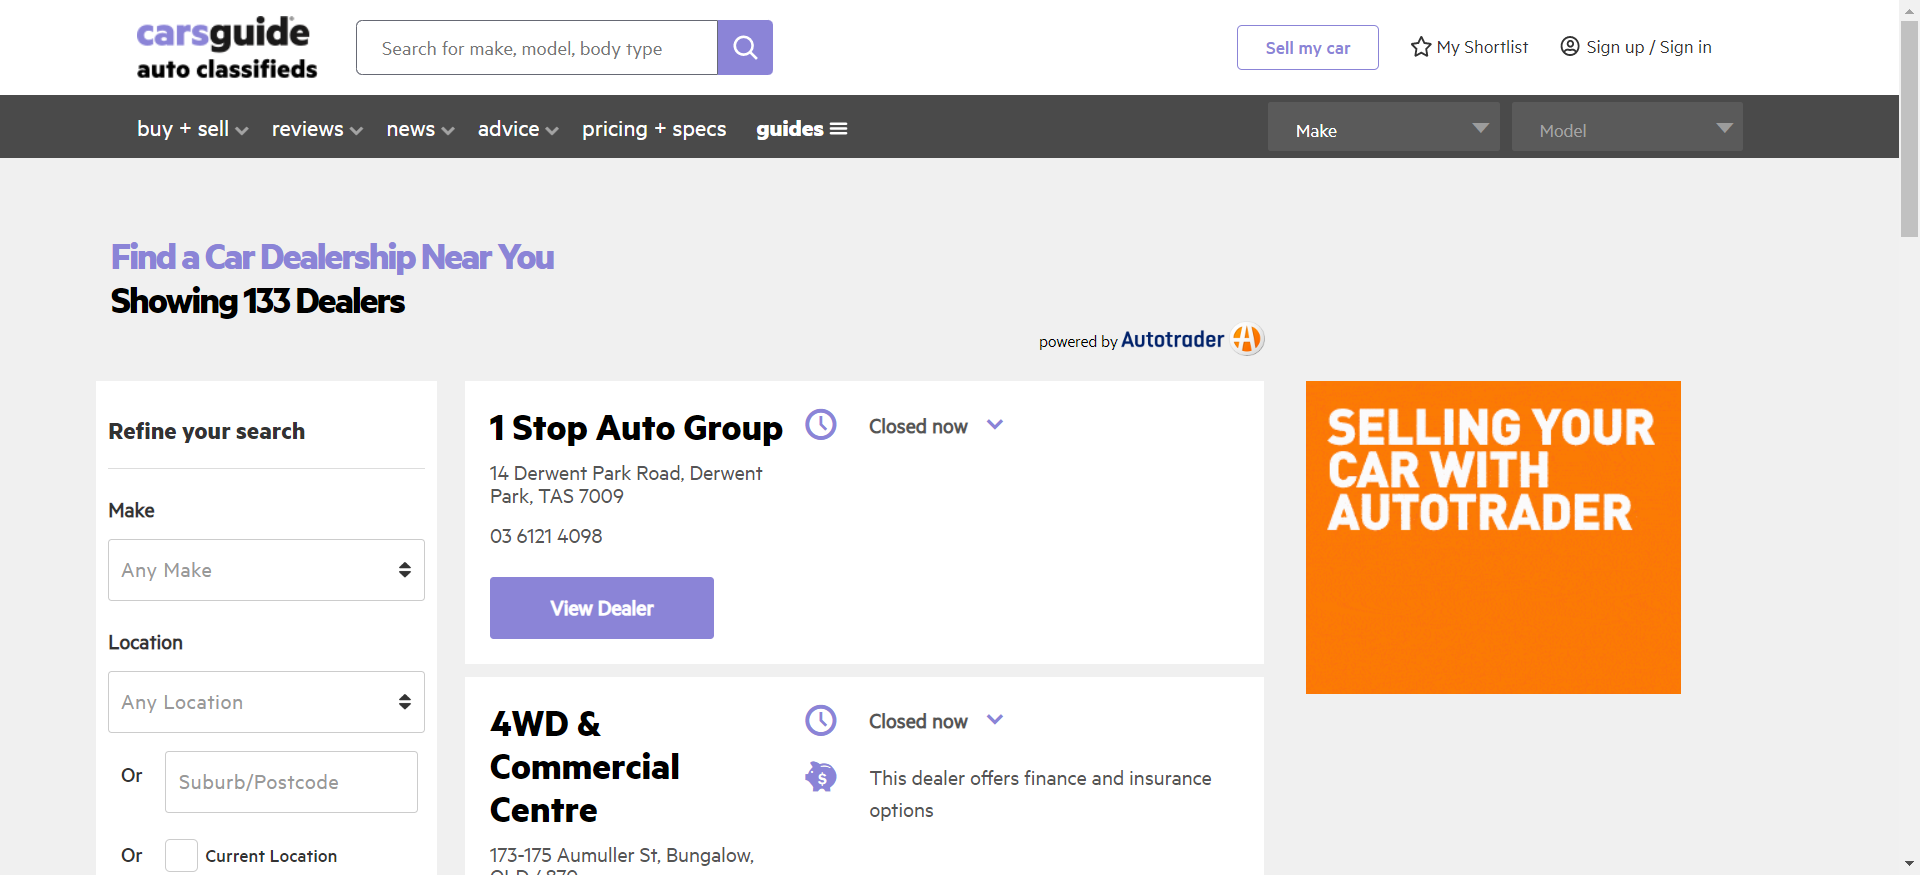 carsguide
auto classifieds
Search for make, model, body type
Sell my car
My Shortlist
Sign up / Sign in
buy + sell
reviews
news
advice
pricing + specs
guides
Make
Model
Find a Car Dealership Near You
Showing 133 Dealers
powered by Autotrader
Refine your search
Make
Any Make
Location
Any Location
Or
Suburb/Postcode
Or
Current Location
1 Stop Auto Group
Closed now
14 Derwent Park Road, Derwent
Park, TAS 7009
03 6121 4098
View Dealer
4WD &
Commercial
Centre
Closed now
This dealer offers finance and insurance
options
173-175 Aumuller St, Bungalow,
QLD 4870
SELLING YOUR
CAR WITH
AUTOTRADER